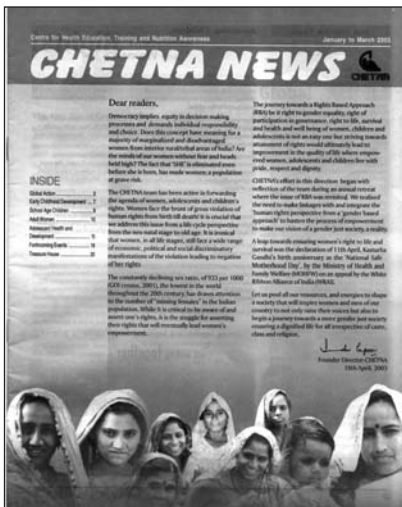 Centre for Health Education, Training and Nutrition Awareness
January to March 2003
CHETNA NEWS
CHETNA
Dear readers,
Democracy implies equity in decision making
processes and demands individual responsibility
and choice. Does this concept have meaning for a
majority of marginalized and disadvantaged
women from interior rural/tribal areas of India? Are
the minds of our women without fear and heads
held high? The fact that 'SHE' is eliminated even
before she is born, has made women a population
at grave risk.
The CHETNA team has been active in forwarding
the agenda of women, adolescents and children's
rights. Women face the brunt of gross violation of
human rights from birth till death! It is crucial that
we address this issue from a life cycle perspective
from the neo natal stage to old age. It is ironical
that women, in all life stages, still face a wide range
of economic, political and social discriminatory
manifestations of the violation leading to negation
of her rights
The constantly declining sex ratio, of 933 per 1000
(GOI census, 2001), the lowest in the world
throughout the 20th century, has drawn attention
to the number of "missing females" in the Indian
population. While it is critical to be aware of and
assert one's rights, it is the struggle for asserting
their rights that will eventually lead women's
empowerment.
The journey towards a Rights Based Approach
(RBA) be it right to gender equality, right of
participation in governance, right to life, survival
and health and well being of women, children and
adolescents is not an easy one but striving towards
attainment of rights would ultimately lead to
improvement in the quality of life where empowered
women, adolescents and children live with
pride, respect and dignity.
CHETNA's effort in this direction began with
reflection of the team during an annual retreat
where the issue of RBA was revisited. We realised
the need to make linkages with and integrate the
'human rights perspective from a 'gender based
approach' to hasten the process of empowerment
to make our vision of a gender just society, a reality.
A leap towards ensuring women's right to life and
survival was the declaration of 11th April, Kasturba
Gandhi's birth anniversary as the 'National Safe
Motherhood Day', by the Ministry of Health and
Family Welfare (MOHFW) on an appeal by the White
Ribbon Alliance of India (WRAI).
Let us pool all our resources, and energies to shape
a society that will inspire women and men of our
country to not only raise their voices but also to
begin a journey towards a more gender just society
ensuring a dignified life for all irrespective of caste,
class and religion.
Founder Director CHETNA
11th April, 2003
INSIDE
Global Action
Early Childhood Development
School Age Children
Adult Women
Adolescent Health and
Development
Forthcoming Events
Treasure House